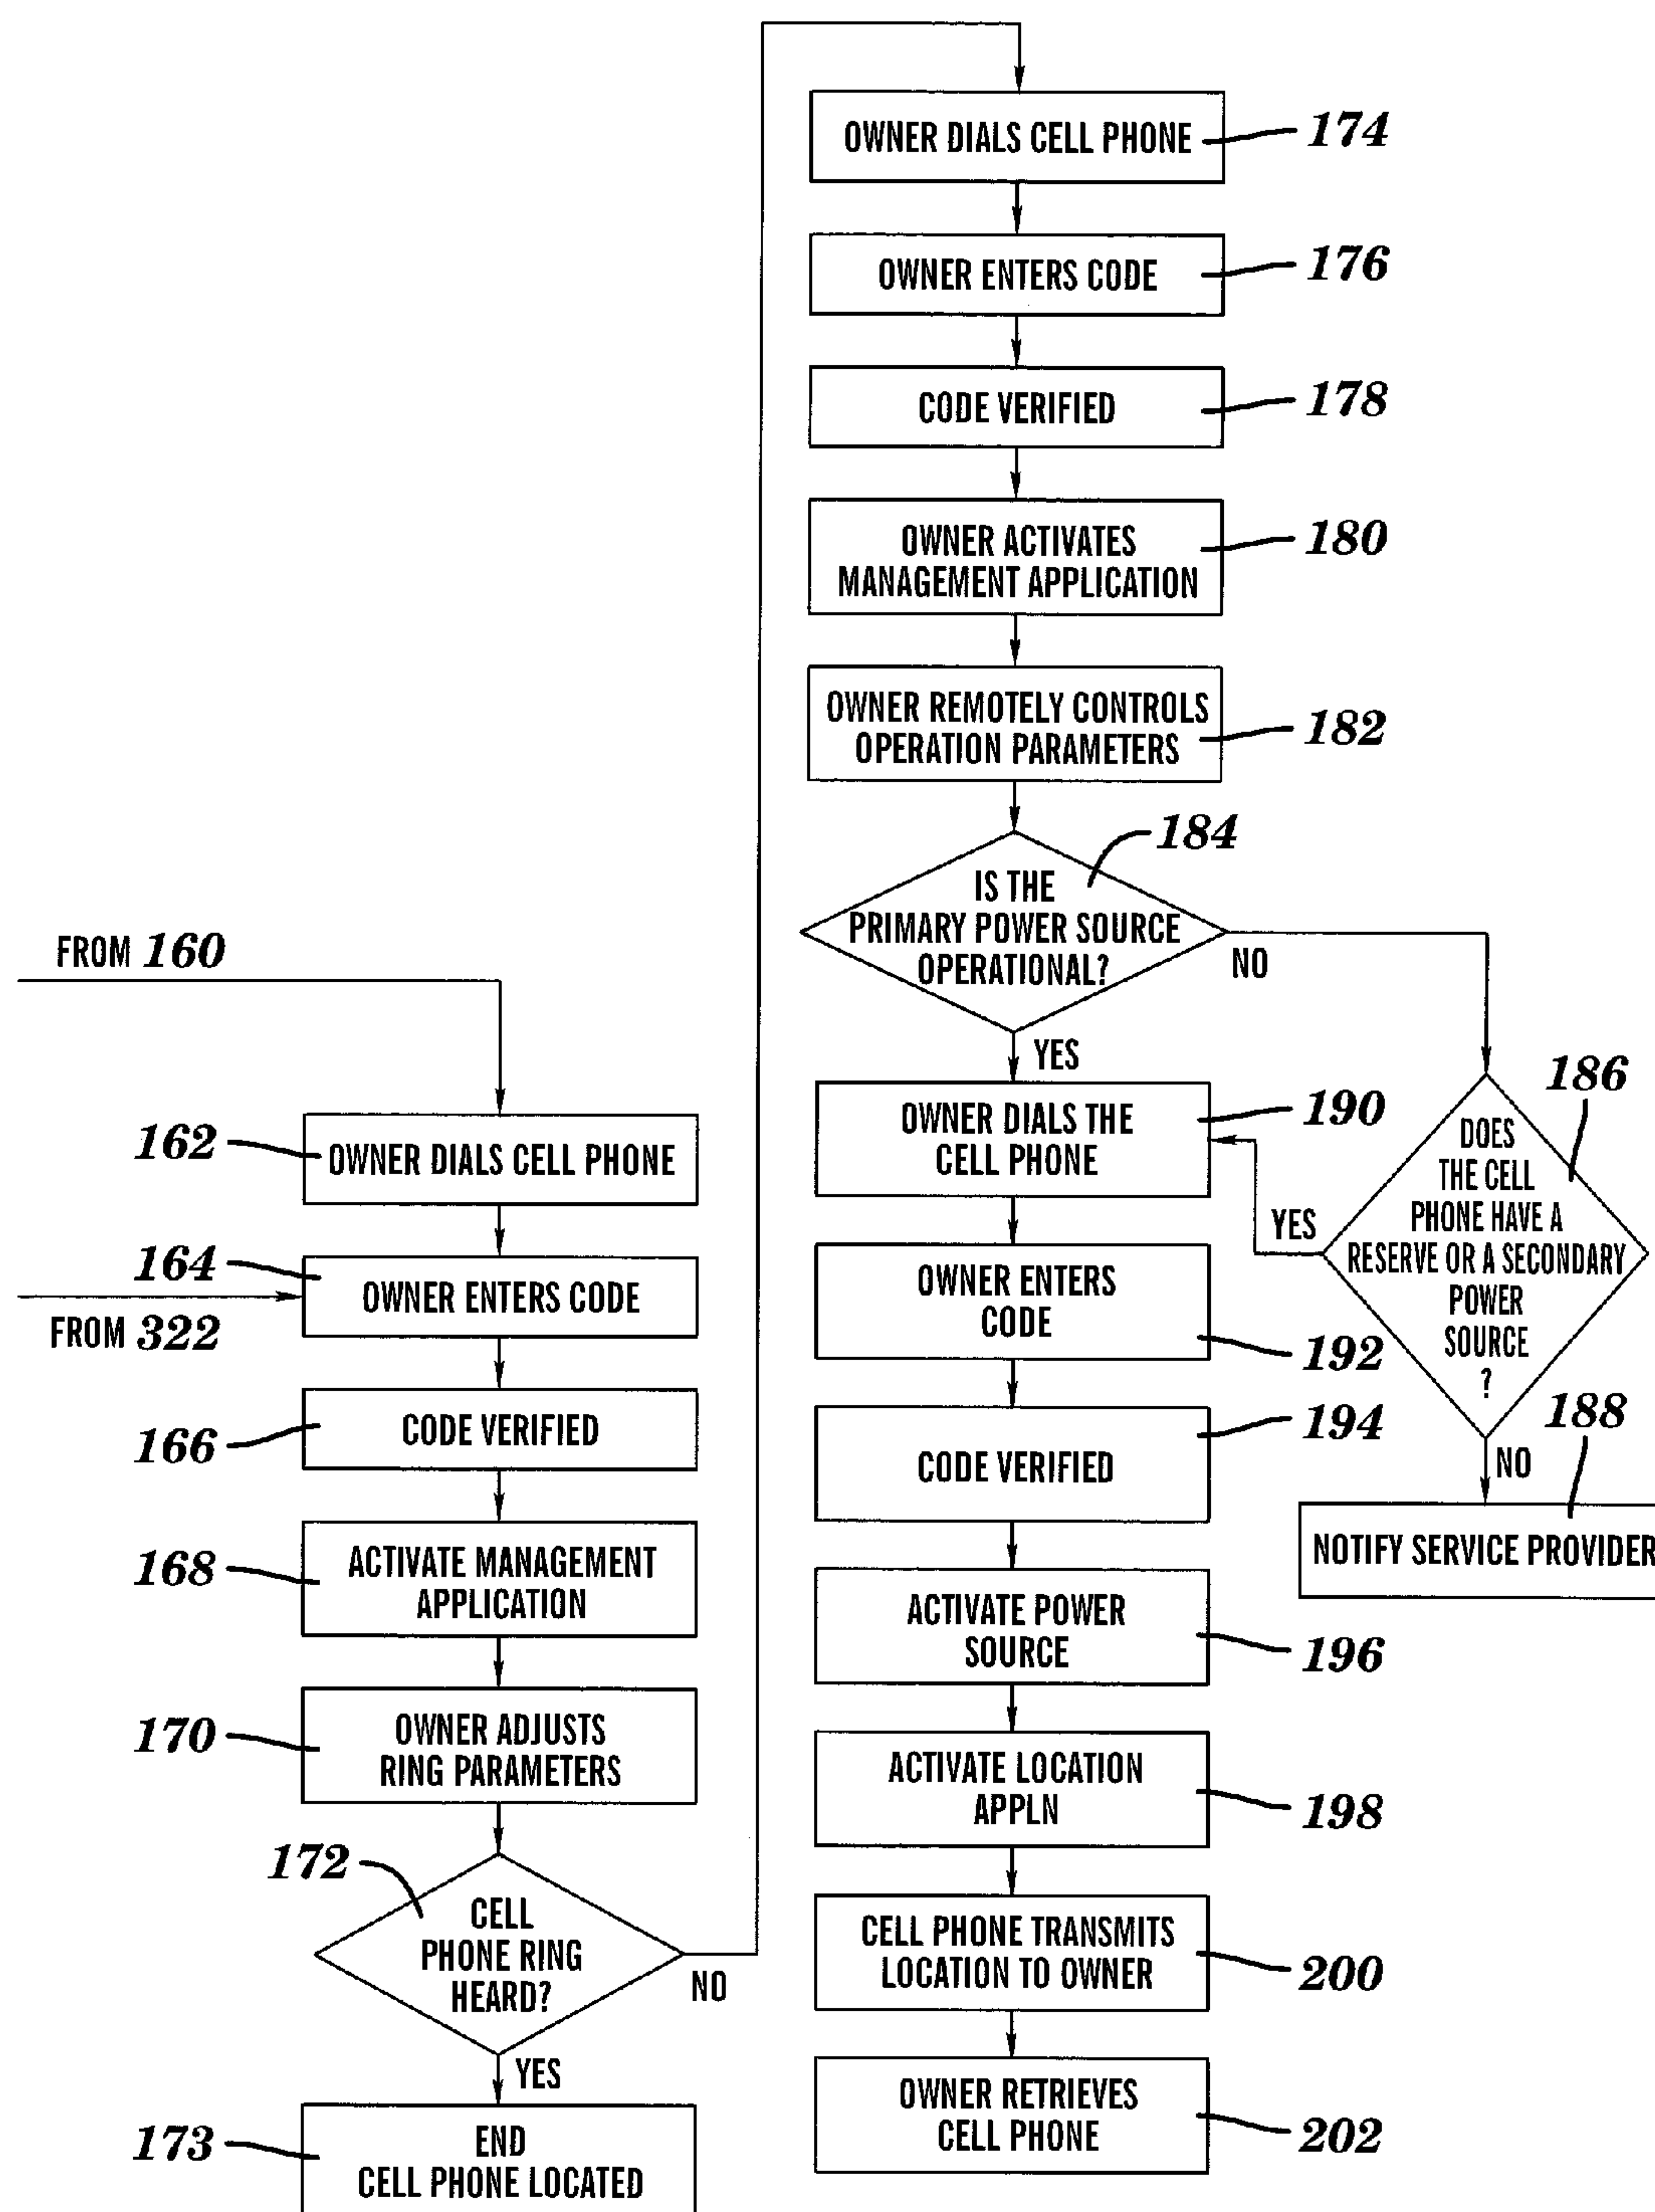 FROM 160
162
OWNER DIALS CELL PHONE
164
OWNER ENTERS CODE
FROM 322
166
CODE VERIFIED
168
ACTIVATE MANAGEMENT
APPLICATION
170
OWNER ADJUSTS
RING PARAMETERS
172
CELL
PHONE RING
HEARD?
NO
YES
173
END
CELL PHONE LOCATED
OWNER DIALS CELL PHONE
174
OWNER ENTERS CODE
176
CODE VERIFIED
178
OWNER ACTIVATES
MANAGEMENT APPLICATION
180
OWNER REMOTELY CONTROLS
OPERATION PARAMETERS
182
184
IS THE
PRIMARY POWER SOURCE
OPERATIONAL?
NO
YES
186
DOES
THE CELL
PHONE HAVE A
RESERVE OR A SECONDARY
POWER
SOURCE
?
YES
NO
188
NOTIFY SERVICE PROVIDER
OWNER DIALS THE
CELL PHONE
190
OWNER ENTERS
CODE
192
CODE VERIFIED
194
ACTIVATE POWER
SOURCE
196
ACTIVATE LOCATION
APPLN
198
CELL PHONE TRANSMITS
LOCATION TO OWNER
200
OWNER RETRIEVES
CELL PHONE
202